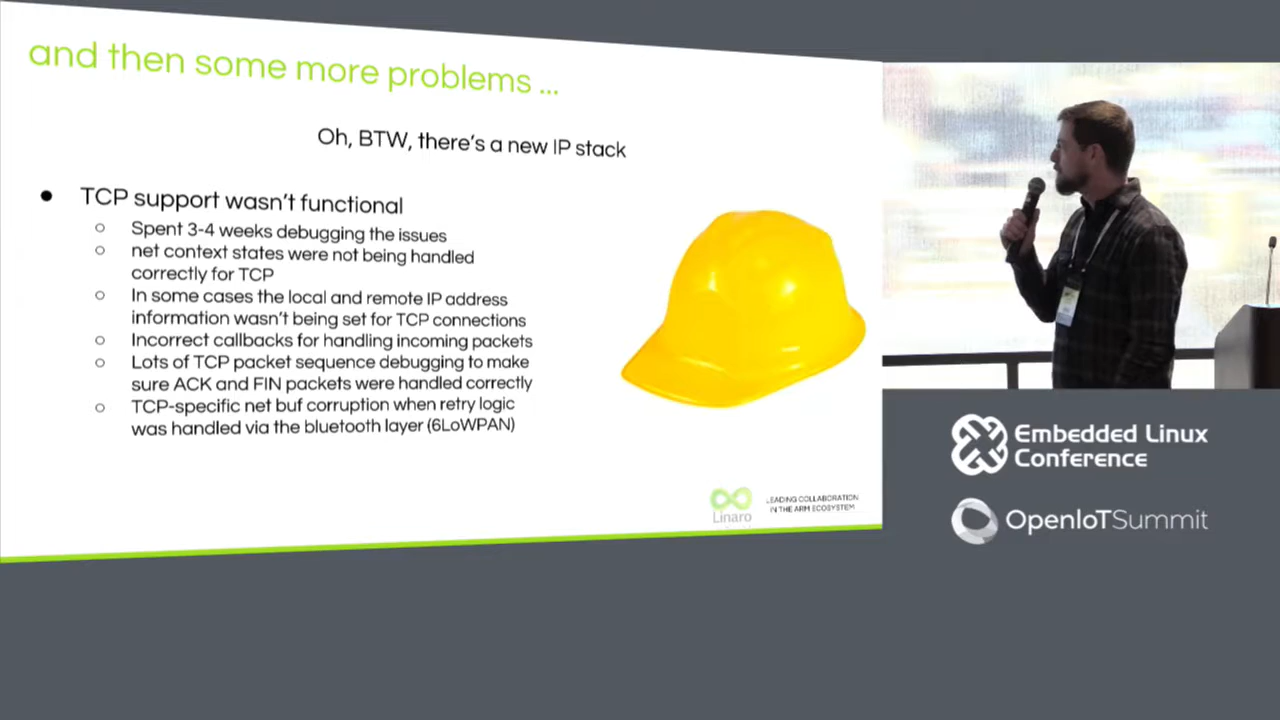 and then some more problems ...
Oh, BTW, there's a new IP stack
● TCP support wasn't functional
○ Spent 3-4 weeks debugging the issues
○ net context states were not being handled
correctly for TCP
○ In some cases the local and remote IP address
information wasn't being set for TCP connections
○ Incorrect callbacks for handling incoming packets
○ Lots of TCP packet sequence debugging to make
sure ACK and FIN packets were handled correctly
○ TCP-specific net buf corruption when retry logic
was handled via the bluetooth layer (6LoWPAN)
Linaro
LEADING COLLABORATION
IN THE ARM ECOSYSTEM
Embedded Linux
Conference
OpenIoTSummit